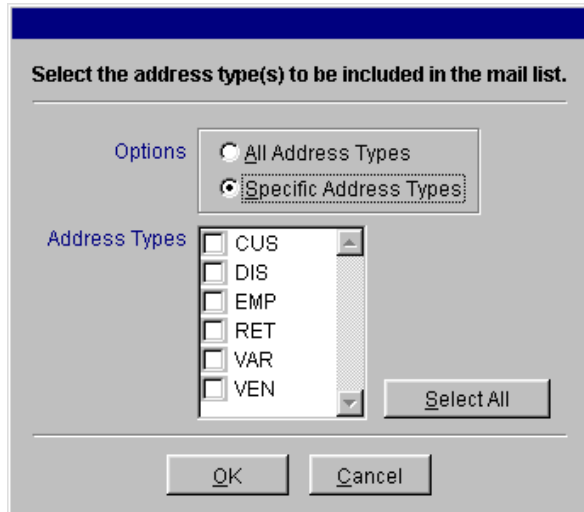 Select the address type(s) to be included in the mail list.
Options
All Address Types
Specific Address Types
Address Types
CUS
DIS
EMP
RET
VAR
VEN
Select All
OK
Cancel